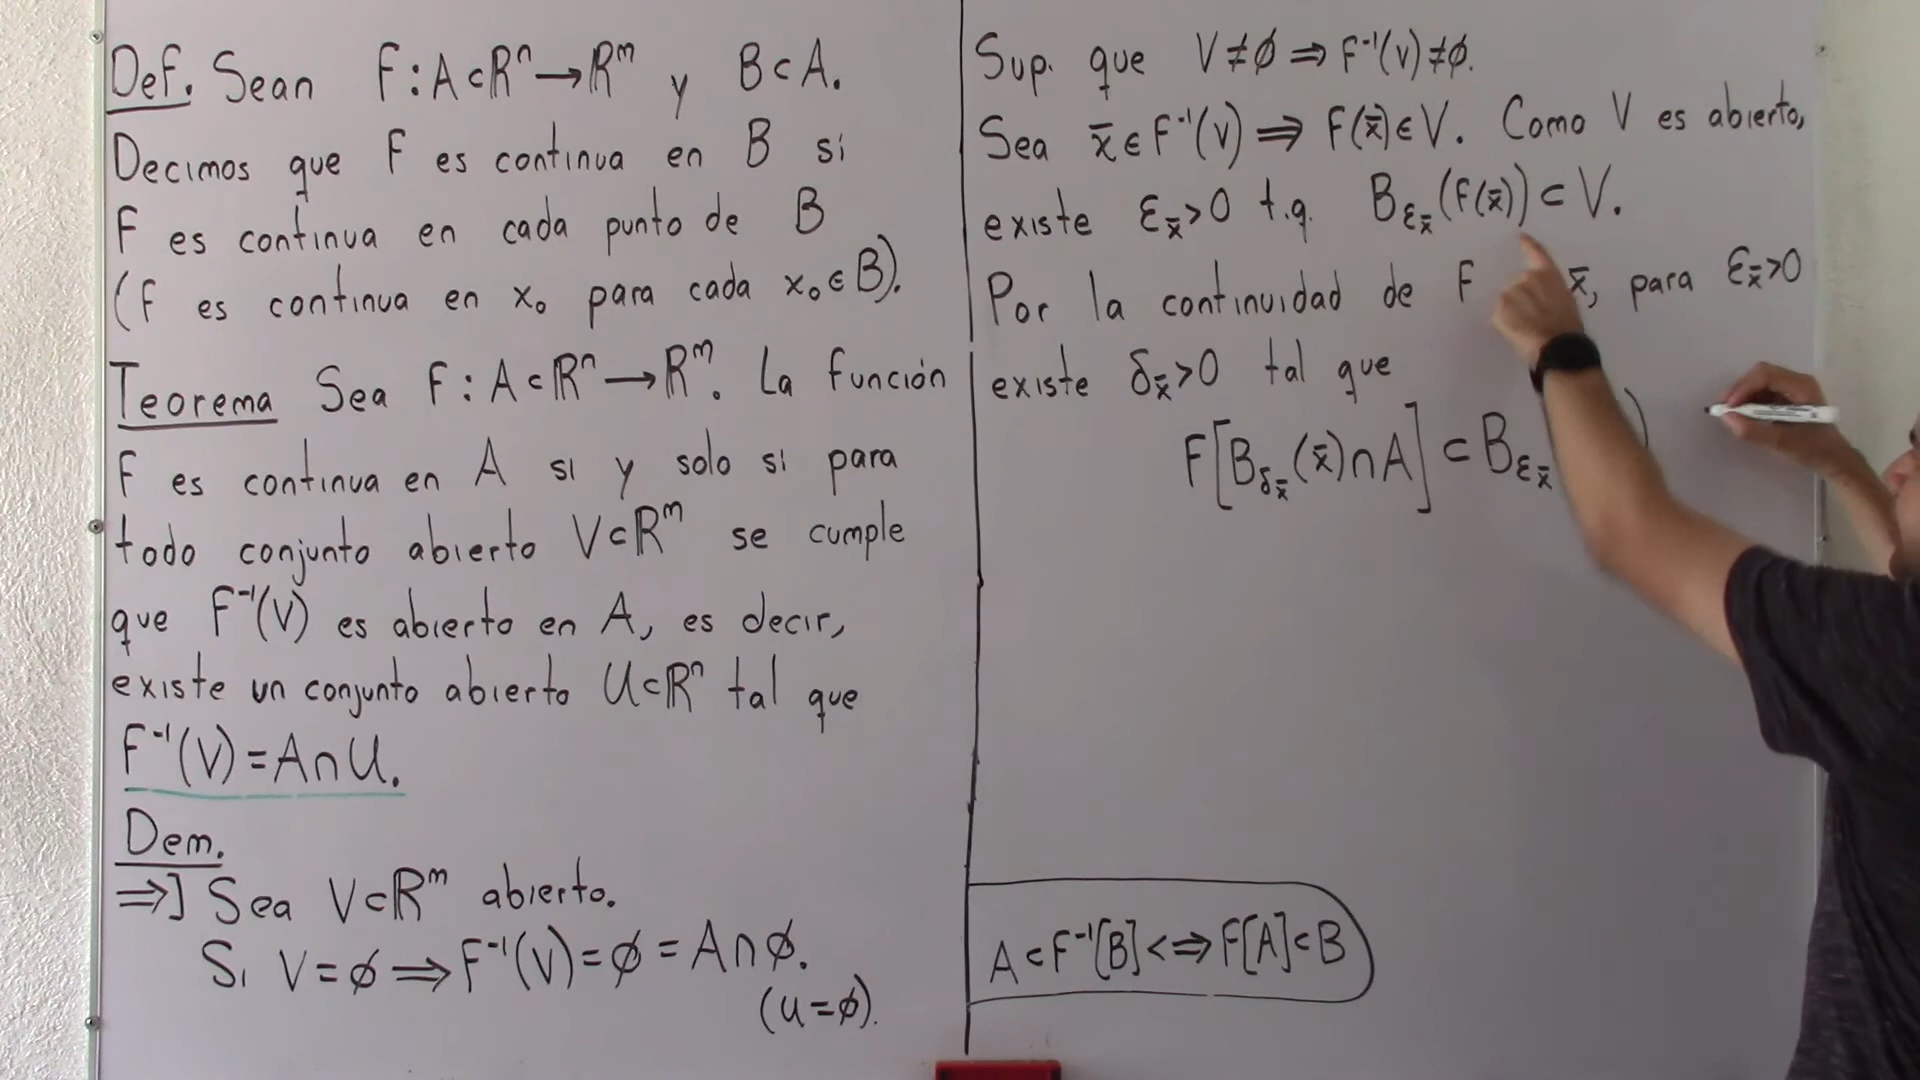 Def. Sean F : A ⊂ ℝⁿ → ℝᵐ y B ⊂ A.
Decimos que F es continua en B si
F es continua en cada punto de B
(F es continua en x₀ para cada x₀ ∈ B).
Teorema Sea F : A ⊂ ℝⁿ → ℝᵐ. La función
F es continua en A si y solo si para
todo conjunto abierto V ⊂ ℝᵐ se cumple
que F⁻¹(V) es abierto en A, es decir,
existe un conjunto abierto U ⊂ ℝⁿ tal que
F⁻¹(V) = A ∩ U.
Dem.
⇒] Sea V ⊂ ℝᵐ abierto.
Si V = ∅ ⇒ F⁻¹(V) = ∅ = A ∩ ∅.
(U = ∅).
Sup. que V ≠ ∅ ⇒ F⁻¹(V) ≠ ∅.
Sea x̄ ∈ F⁻¹(V) ⇒ F(x̄) ∈ V. Como V es abierto,
existe ε_x̄ > 0 t.q. B_ε_x̄ (F(x̄)) ⊂ V.
Por la continuidad de F x̄, para ε_x̄ > 0
existe δ_x̄ > 0 tal que
F[B_δ_x̄ (x̄) ∩ A] ⊂ B_ε_x̄ )
A ⊂ F⁻¹[B] <⇒ F[A] ⊂ B